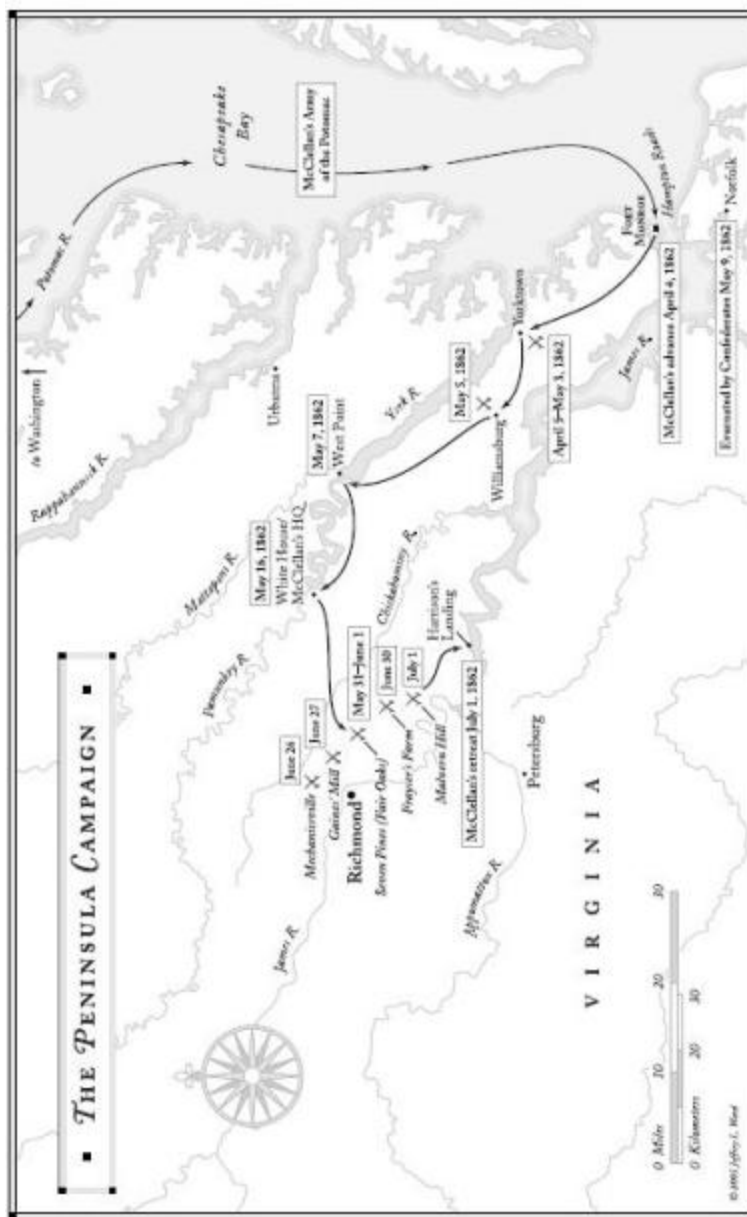 THE PENINSULA CAMPAIGN
to Washington
Potomac R.
Chesapeake
Bay
McClellan's Army
of the Potomac
Rappahannock R.
Urbanna
Mattaponi R.
May 16, 1862
White House/
McClellan's HQ
May 7, 1862
West Point
York R.
Pamunkey R.
May 5, 1862
Williamsburg
Yorktown
April 5–May 3, 1862
FORT
MONROE
Hampton Roads
McClellan's advance April 4, 1862
Norfolk
Evacuated by Confederates May 9, 1862
James R.
Chickahominy R.
June 26
Mechanicsville
June 27
Gaines' Mill
Richmond
May 31–June 1
Seven Pines (Fair Oaks)
June 30
Frayser's Farm
July 1
Malvern Hill
Harrison's
Landing
McClellan's retreat July 1, 1862
James R.
Petersburg
Appomattox R.
VIRGINIA
0 Miles 10 20 30
0 Kilometers 20 30
© 2005 Jeffrey L. Ward